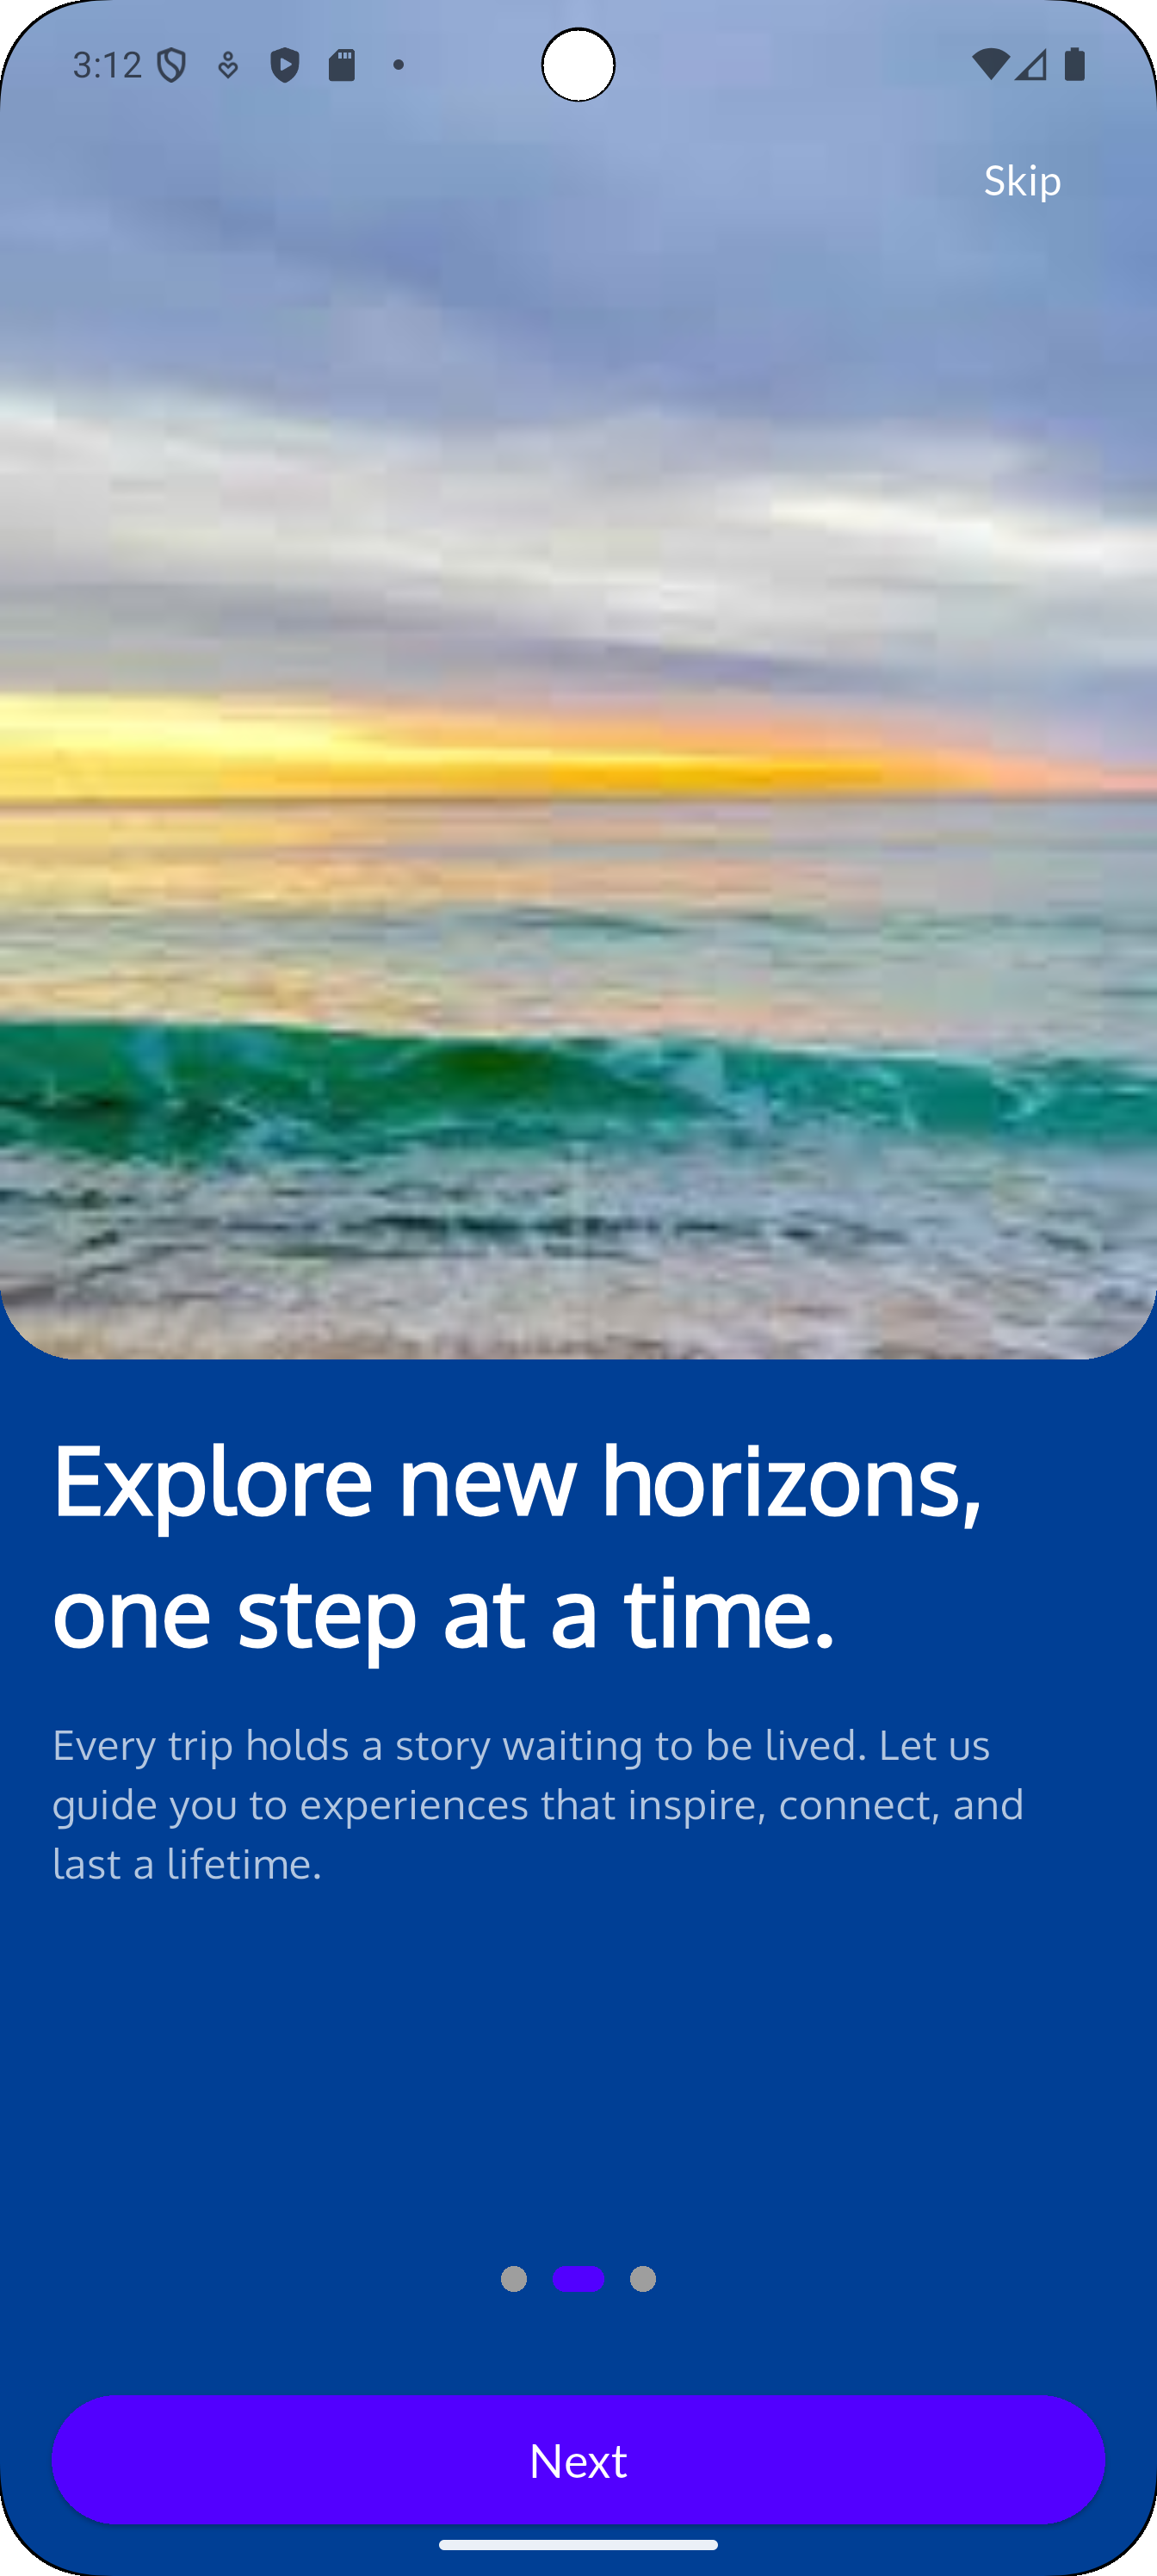 3:12
Skip
Explore new horizons,
one step at a time.
Every trip holds a story waiting to be lived. Let us
guide you to experiences that inspire, connect, and
last a lifetime.
Next